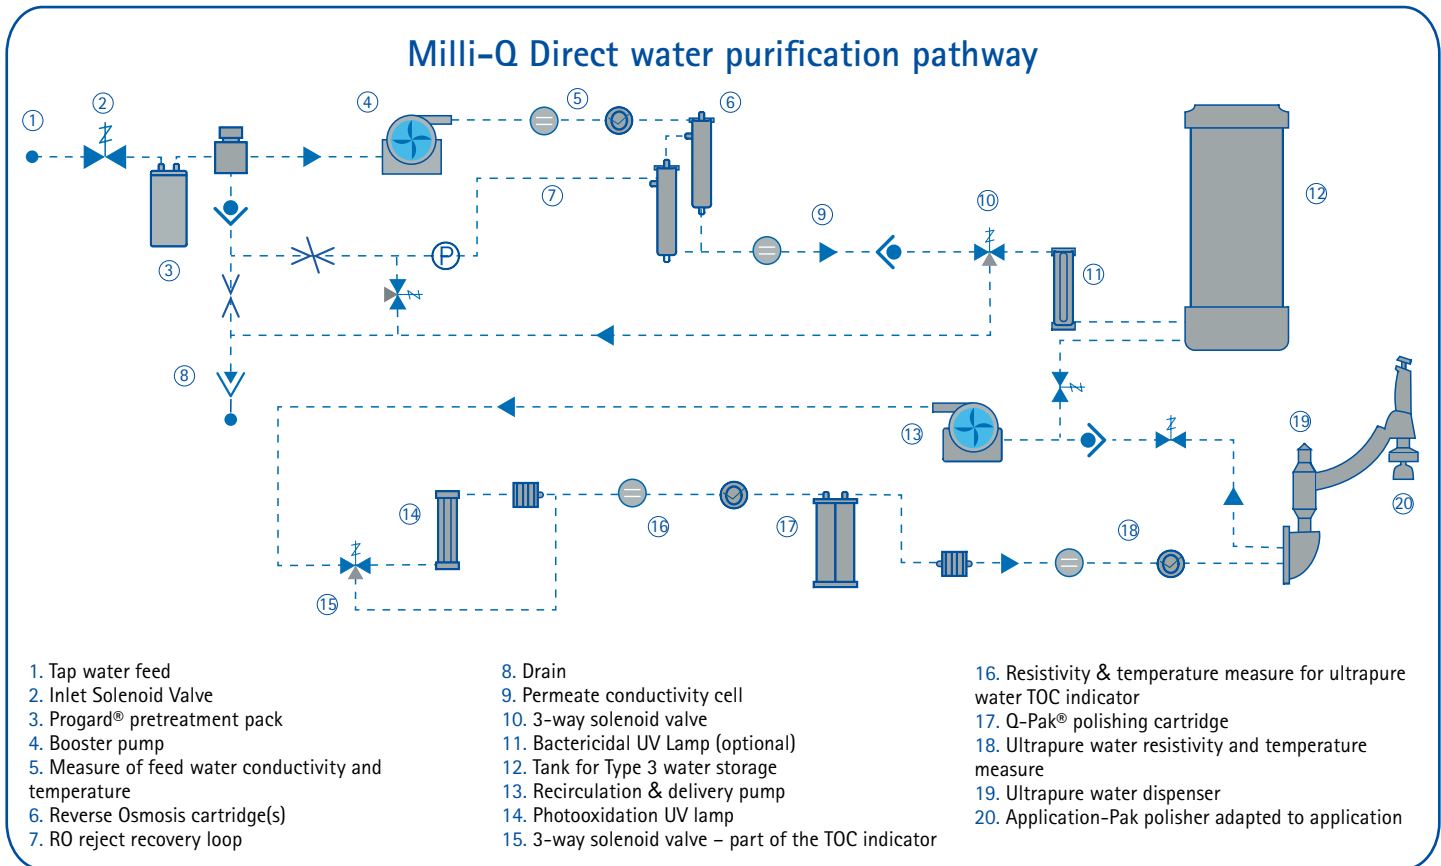 Milli-Q Direct water purification pathway
1
2
3
4
5
6
7
8
9
10
11
12
13
14
15
16
17
18
19
20
P
1. Tap water feed
2. Inlet Solenoid Valve
3. Progard® pretreatment pack
4. Booster pump
5. Measure of feed water conductivity and
temperature
6. Reverse Osmosis cartridge(s)
7. RO reject recovery loop
8. Drain
9. Permeate conductivity cell
10. 3-way solenoid valve
11. Bactericidal UV Lamp (optional)
12. Tank for Type 3 water storage
13. Recirculation & delivery pump
14. Photooxidation UV lamp
15. 3-way solenoid valve – part of the TOC indicator
16. Resistivity & temperature measure for ultrapure
water TOC indicator
17. Q-Pak® polishing cartridge
18. Ultrapure water resistivity and temperature
measure
19. Ultrapure water dispenser
20. Application-Pak polisher adapted to application